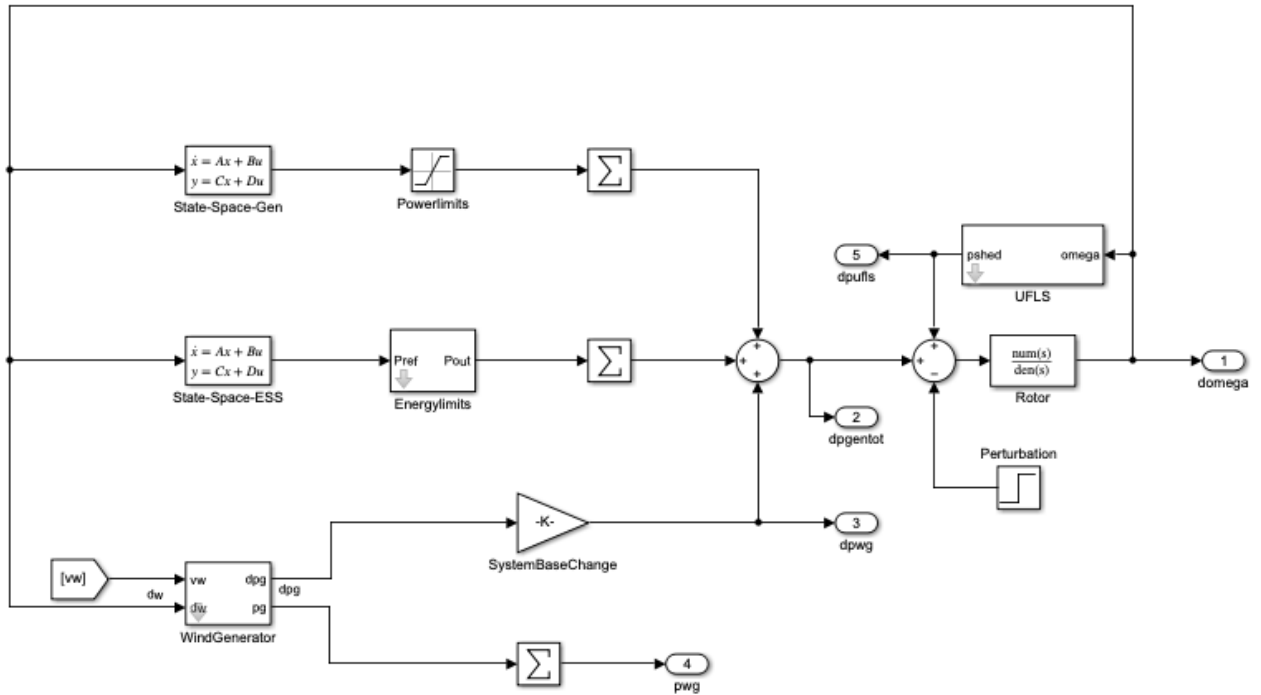 ẋ = Ax + Bu
y = Cx + Du
State-Space-Gen
Powerlimits
Σ
5
dpufls
pshed
omega
UFLS
ẋ = Ax + Bu
y = Cx + Du
State-Space-ESS
Pref
Pout
Energylimits
Σ
+
+
+
+
+
−
num(s)
den(s)
Rotor
1
domega
2
dpgentot
Perturbation
-K-
SystemBaseChange
3
dpwg
[vw]
dw
vw
dpg
dw
pg
WindGenerator
dpg
Σ
4
pwg